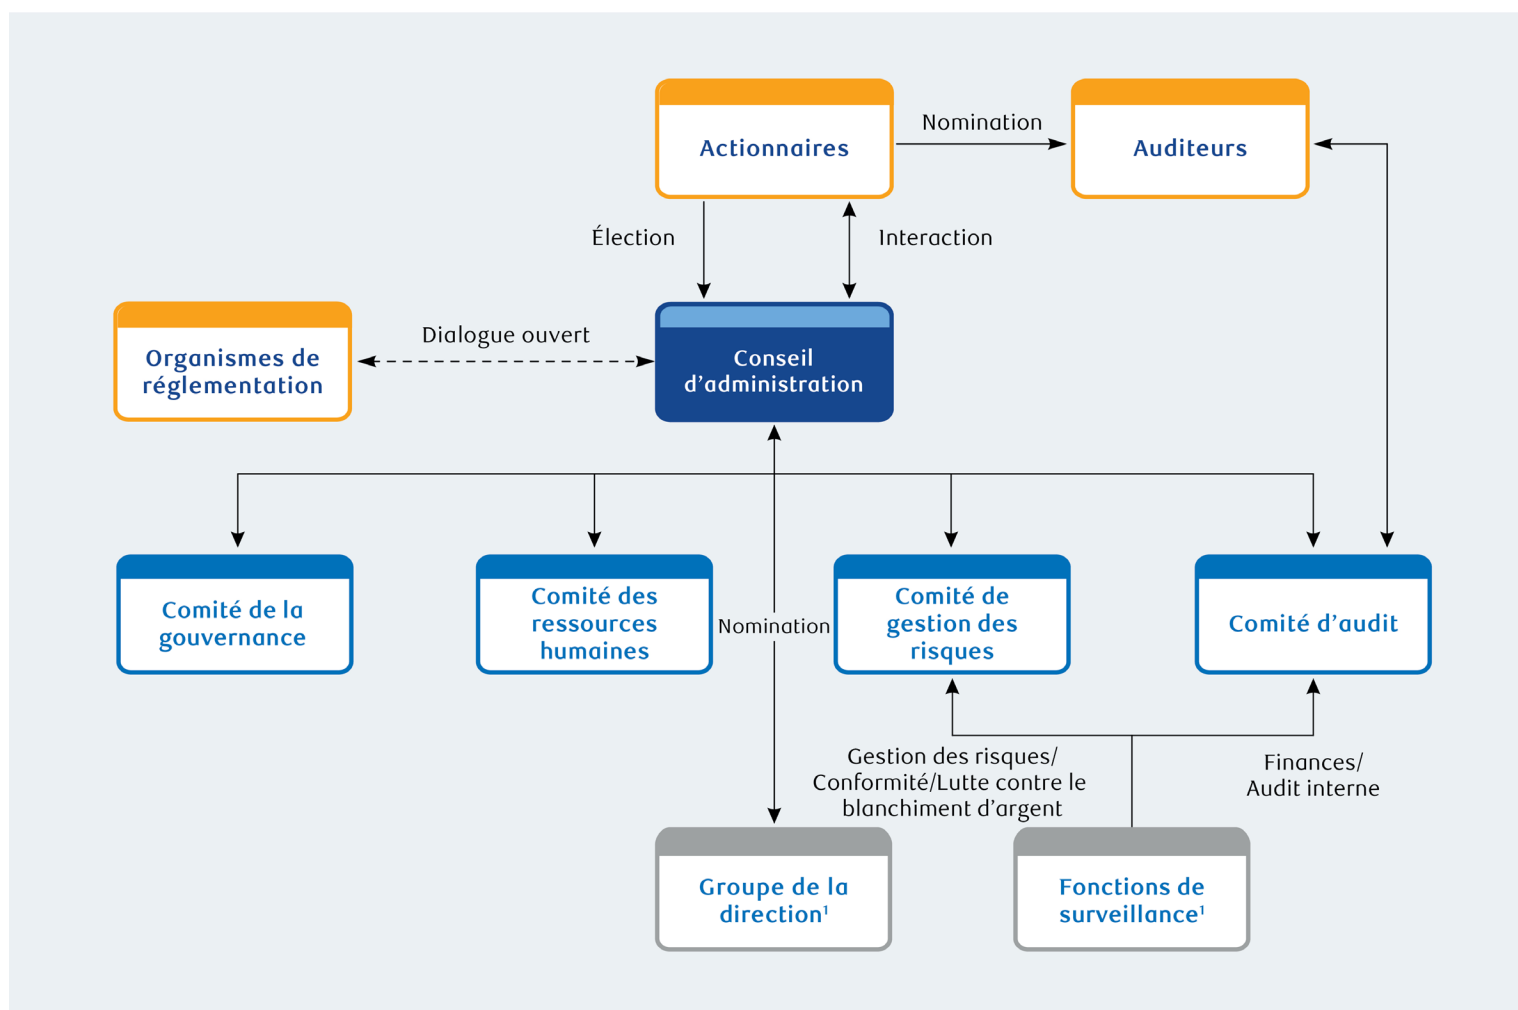 Actionnaires
Nomination
Auditeurs
Élection
Interaction
Organismes de
réglementation
Dialogue ouvert
Conseil
d’administration
Comité de la
gouvernance
Comité des
ressources
humaines
Nomination
Comité de
gestion des
risques
Comité d’audit
Gestion des risques/
Conformité/Lutte contre le
blanchiment d’argent
Finances/
Audit interne
Groupe de la
direction¹
Fonctions de
surveillance¹